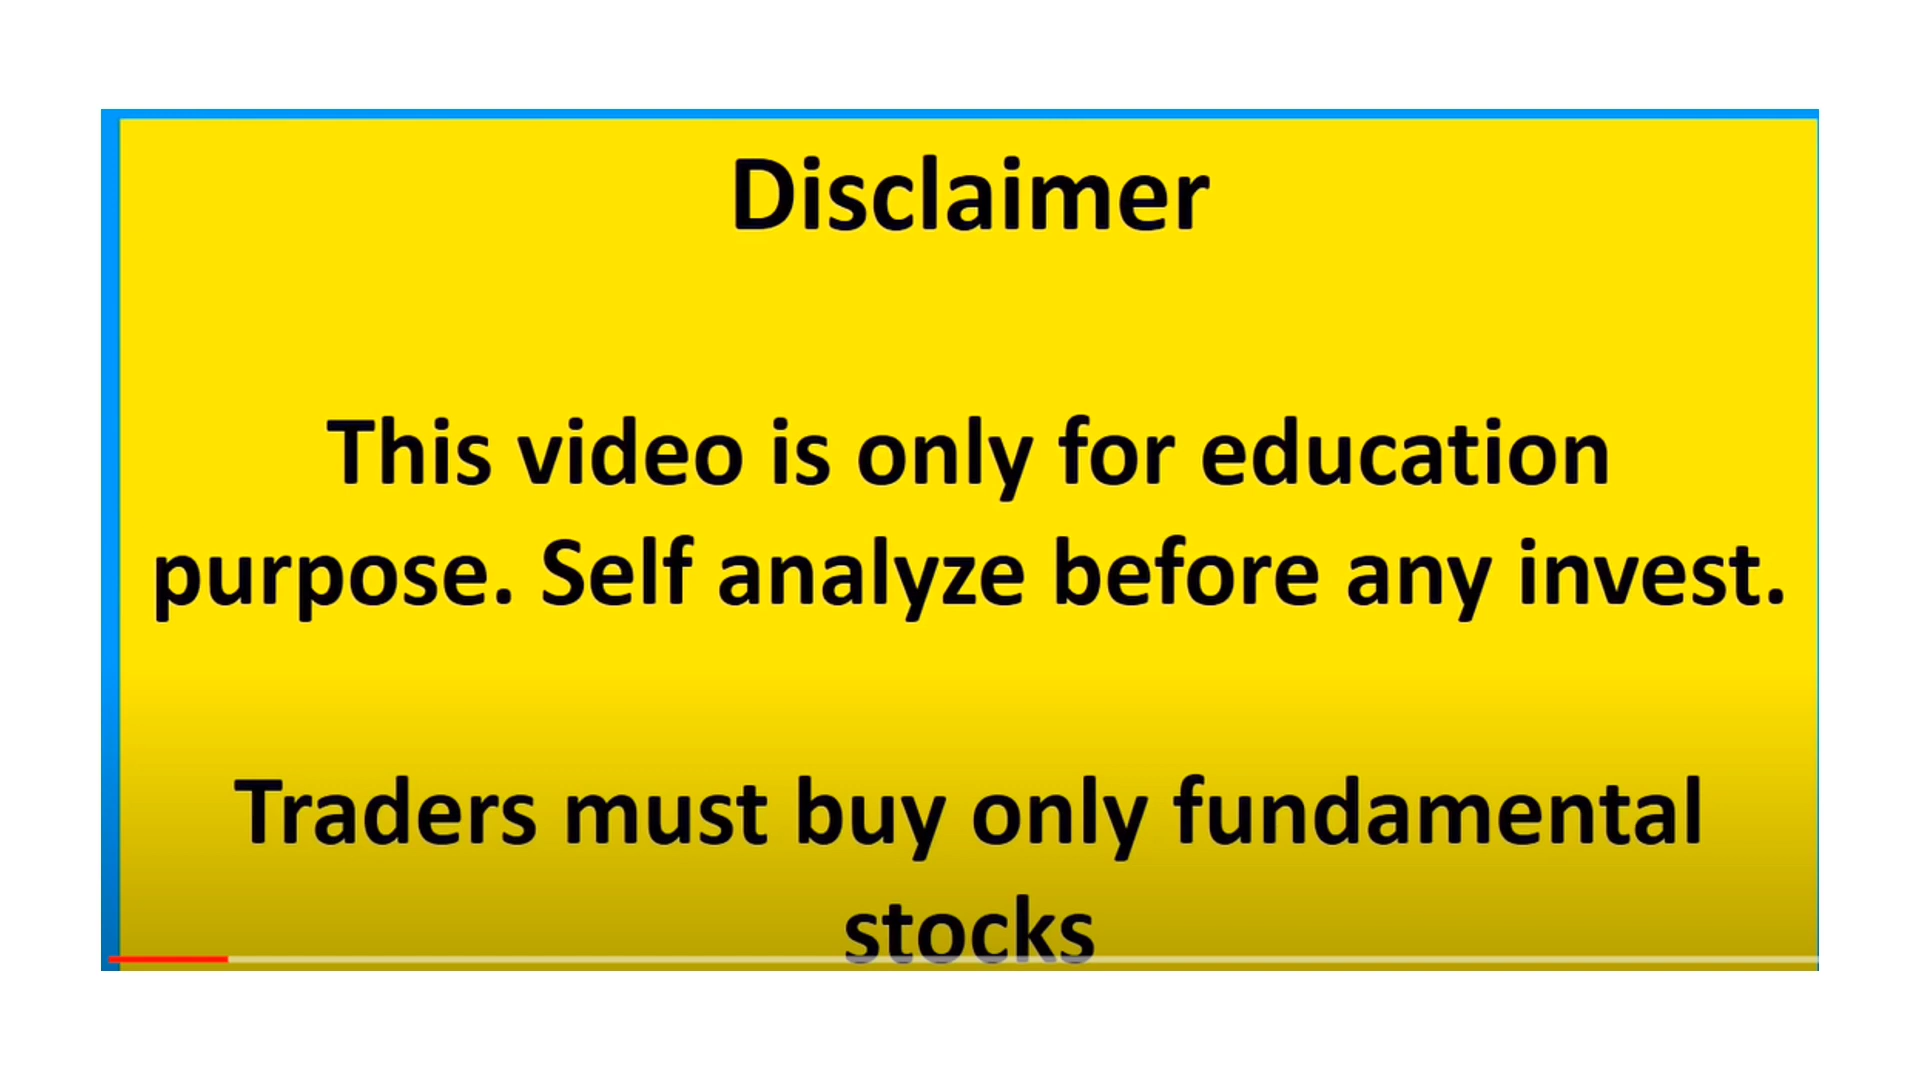 Disclaimer
This video is only for education
purpose. Self analyze before any invest.
Traders must buy only fundamental
stocks